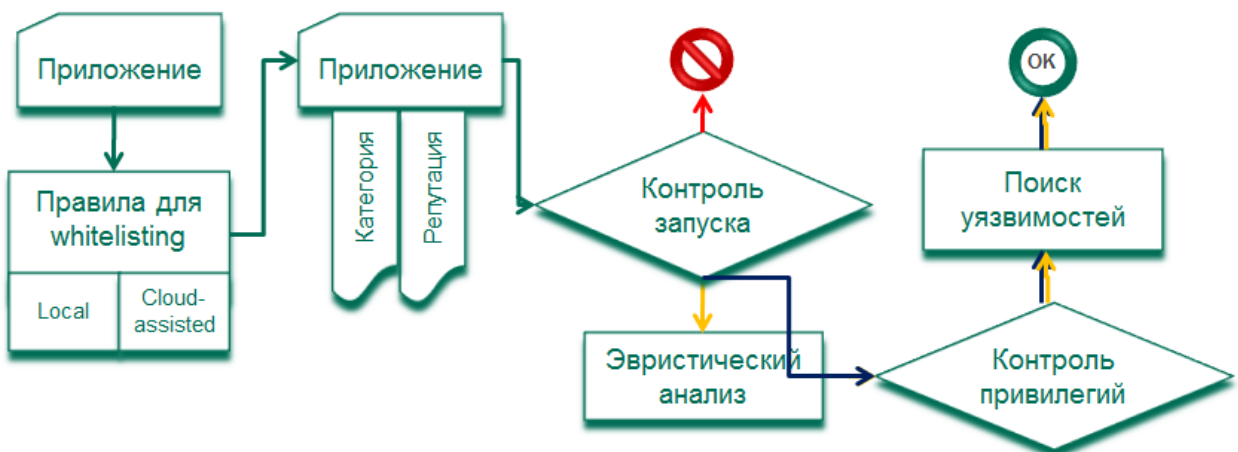 Приложение
Правила для
whitelisting
Local
Cloud-
assisted
Приложение
Категория
Репутация
Контроль
запуска
Эвристический
анализ
OK
Поиск
уязвимостей
Контроль
привилегий